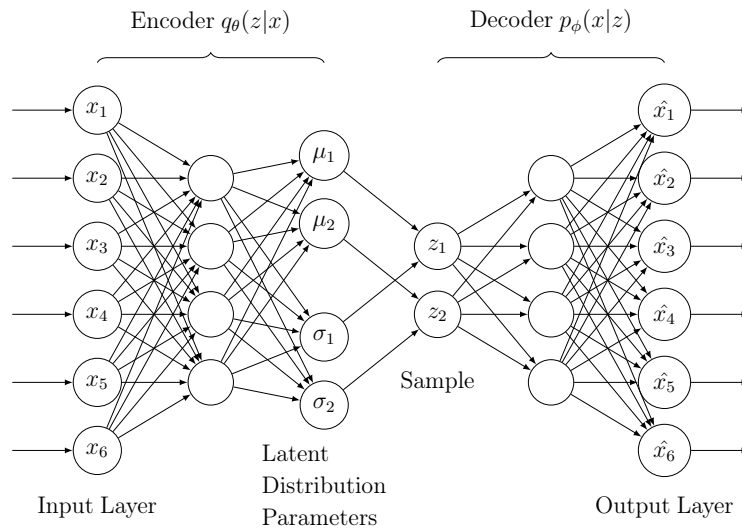 Encoder qθ(z|x)
Decoder pϕ(x|z)
x1
x2
x3
x4
x5
x6
μ1
μ2
σ1
σ2
z1
z2
x̂1
x̂2
x̂3
x̂4
x̂5
x̂6
Input Layer
Latent
Distribution
Parameters
Sample
Output Layer